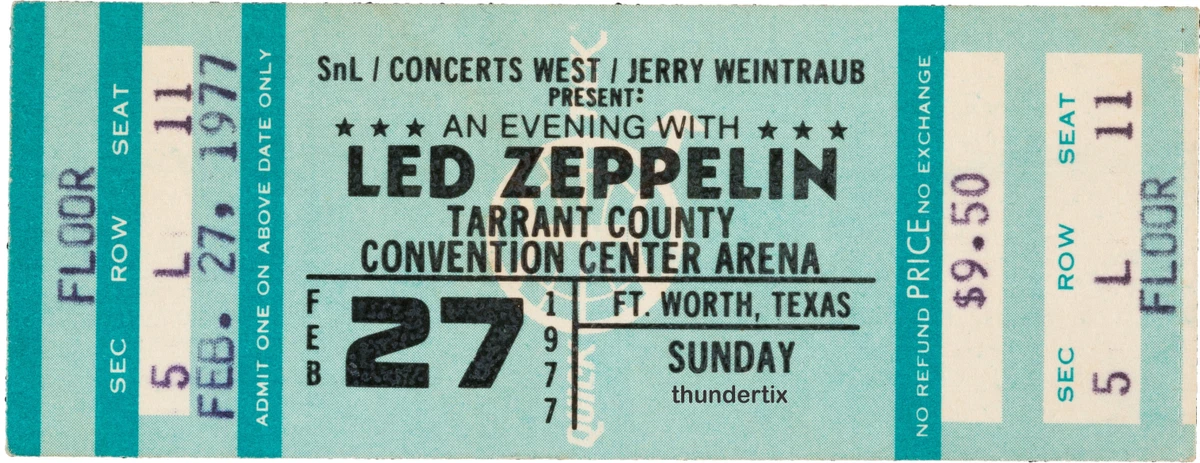 FLOOR
SEC ROW SEAT
5 L 11
FEB. 27, 1977
ADMIT ONE ON ABOVE DATE ONLY
SnL / CONCERTS WEST / JERRY WEINTRAUB
PRESENT:
★ ★ ★ AN EVENING WITH ★ ★ ★
LED ZEPPELIN
TARRANT COUNTY
CONVENTION CENTER ARENA
FEB 27 1977
FT. WORTH, TEXAS
SUNDAY
thundertix
NO REFUND PRICE NO EXCHANGE
$9.50
SEC ROW SEAT
5 L 11
FLOOR